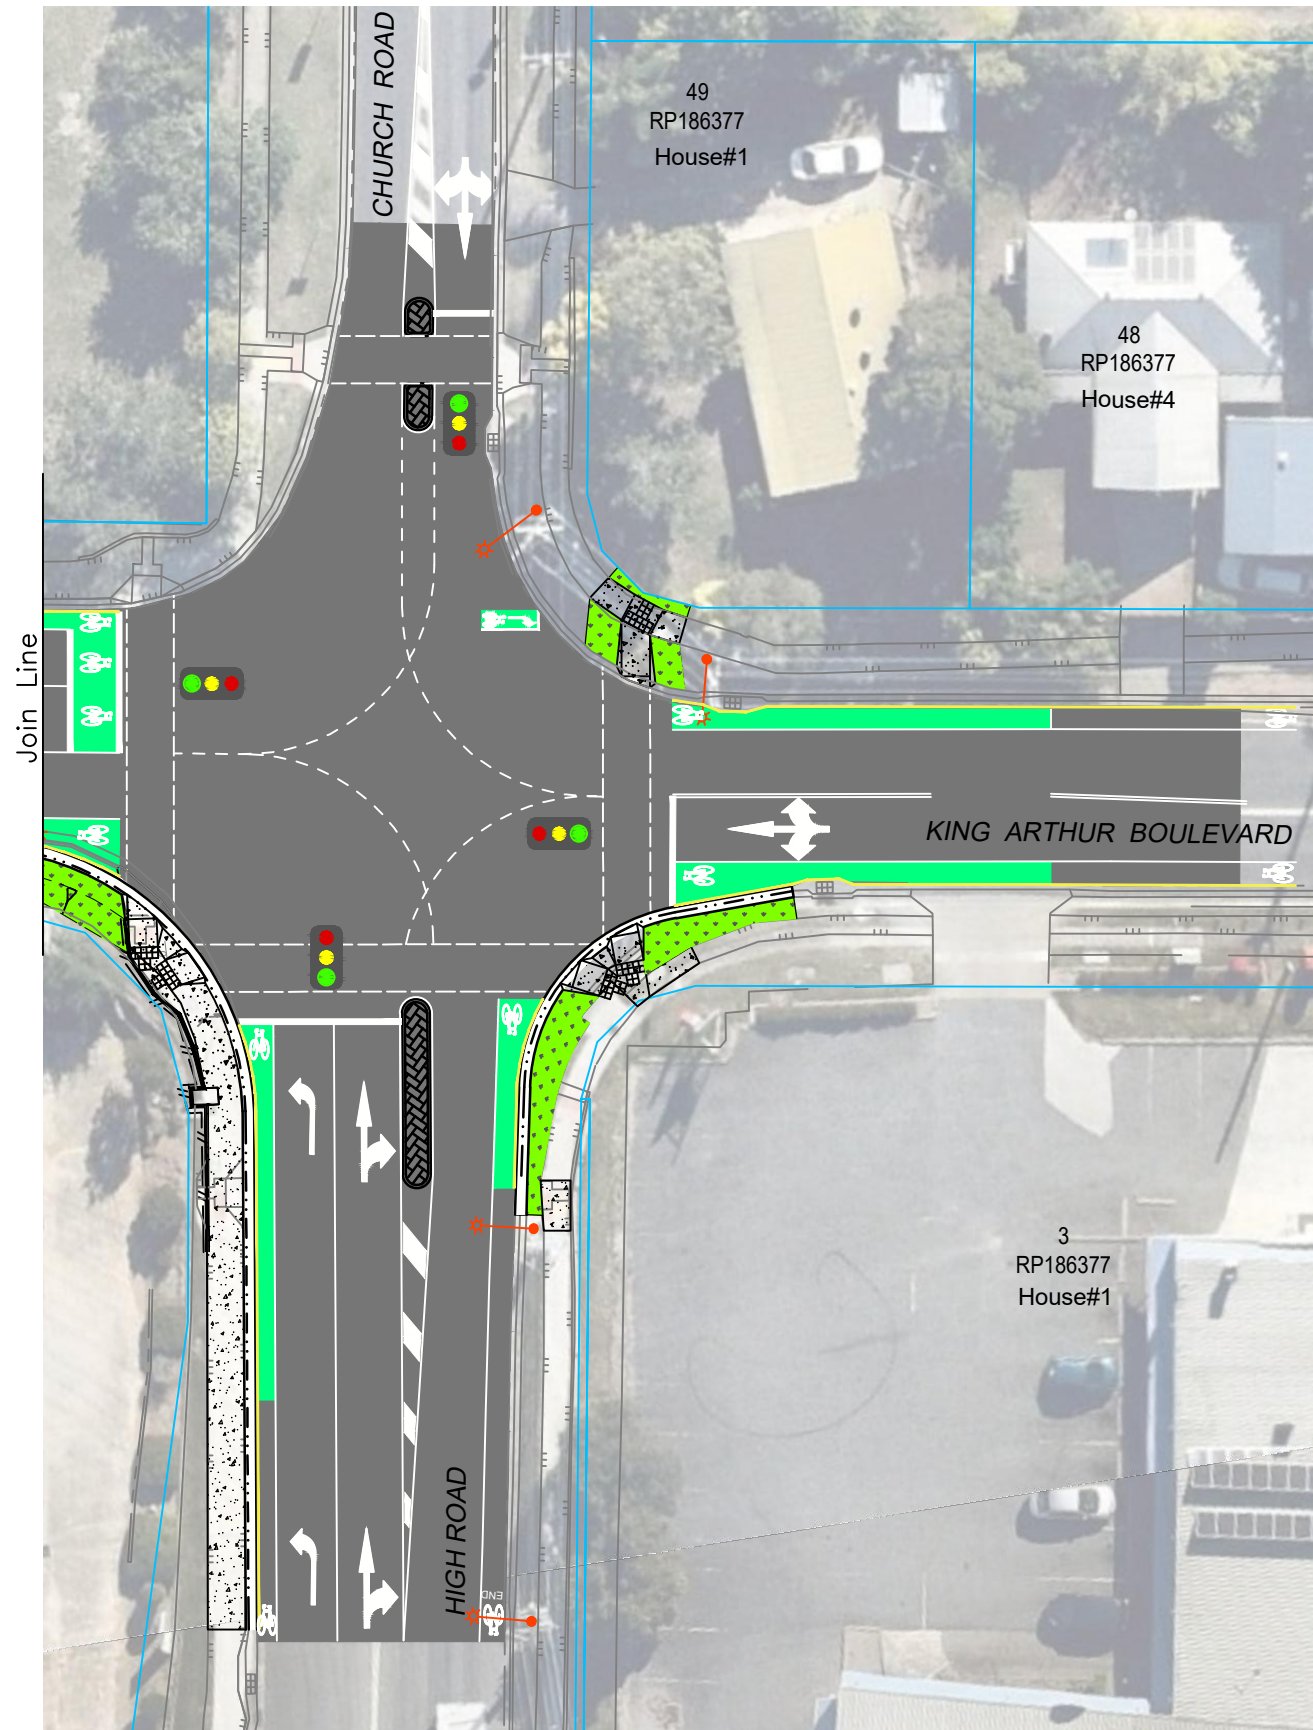 CHURCH ROAD
49
RP186377
House#1
48
RP186377
House#4
Join Line
KING ARTHUR BOULEVARD
3
RP186377
House#1
HIGH ROAD
END